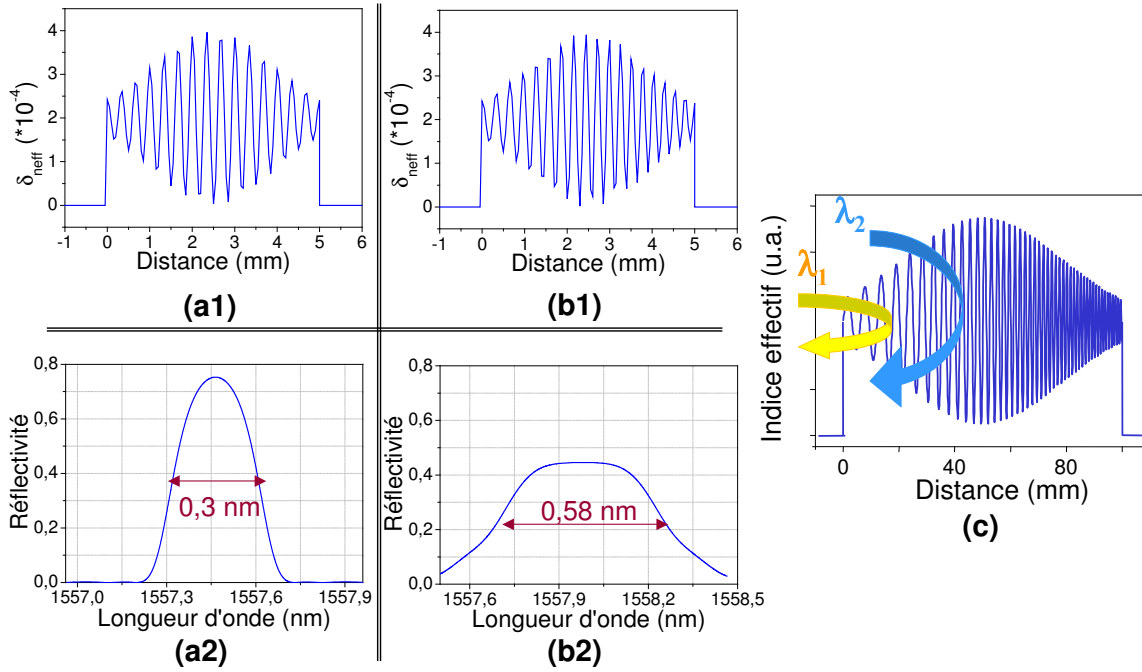 δneff (*10-4)
4
3
2
1
0
-1 0 1 2 3 4 5 6
Distance (mm)
(a1)
δneff (*10-4)
4
3
2
1
0
-1 0 1 2 3 4 5 6
Distance (mm)
(b1)
Réflectivité
0,8
0,6
0,4
0,2
0,0
0,3 nm
1557,0 1557,3 1557,6 1557,9
Longueur d'onde (nm)
(a2)
Réflectivité
0,8
0,6
0,4
0,2
0,0
0,58 nm
1557,6 1557,9 1558,2 1558,5
Longueur d'onde (nm)
(b2)
Indice effectif (u.a.)
λ2
λ1
0 40 80
Distance (mm)
(c)